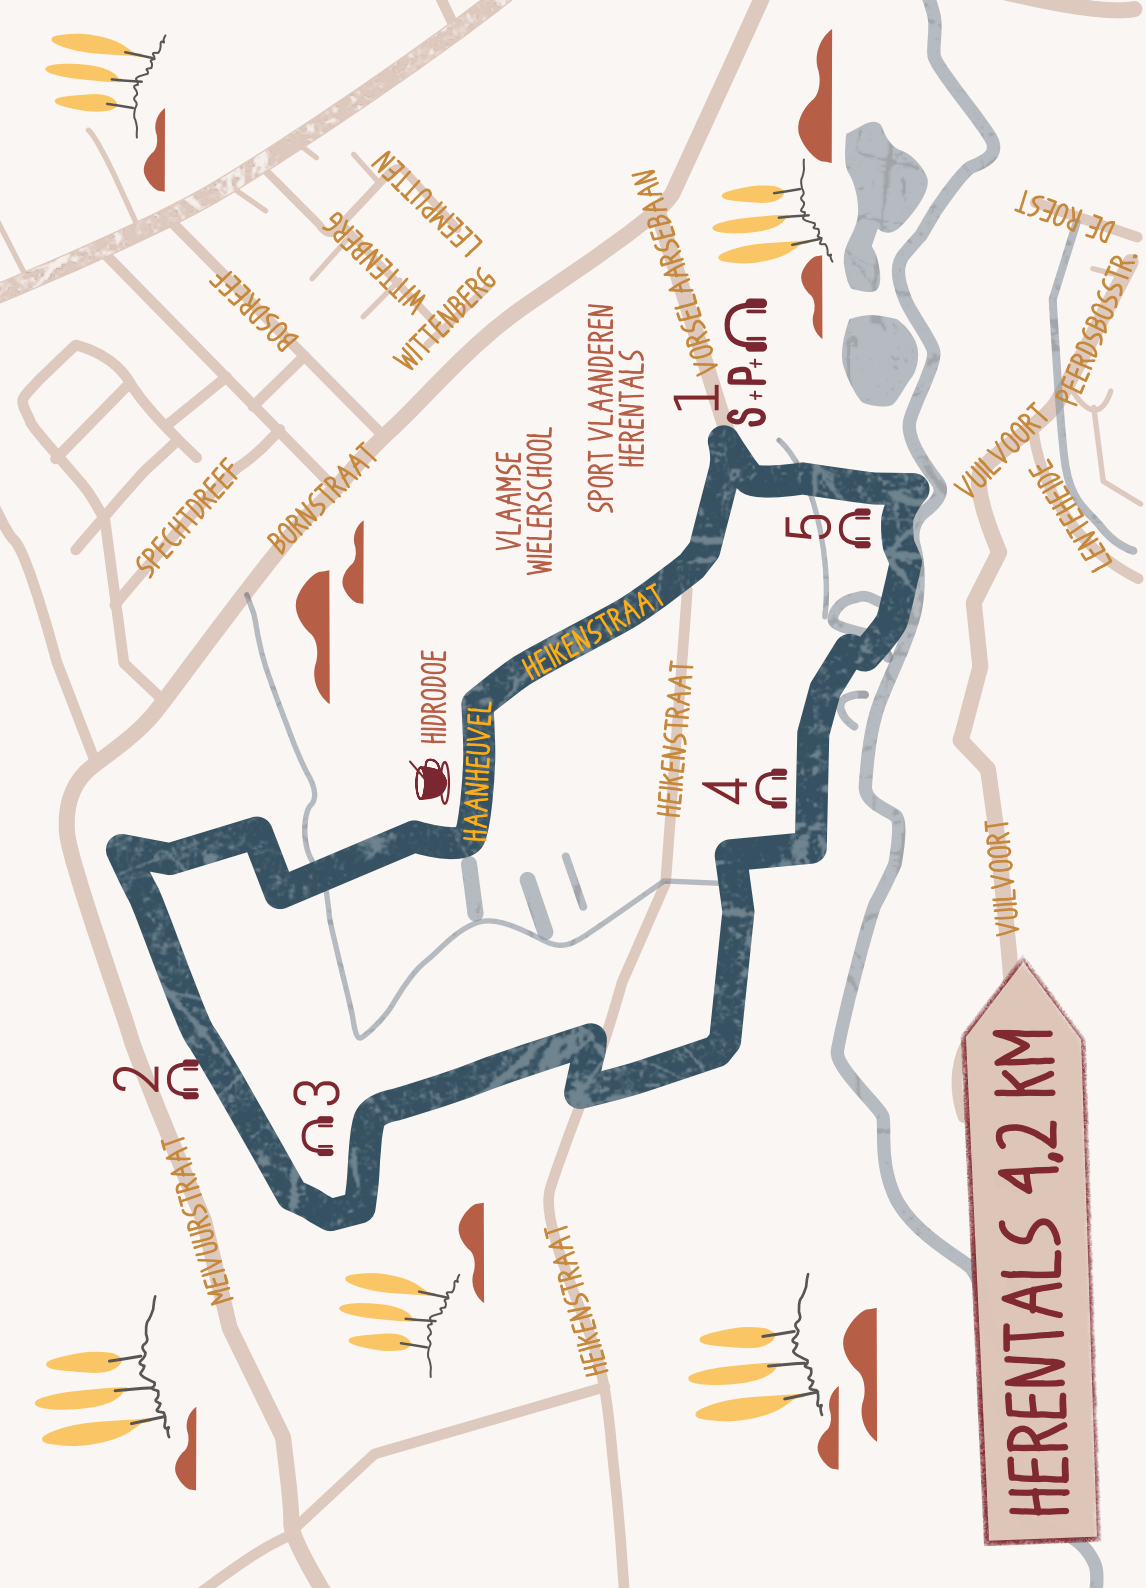 LEEMPUTTEN
WITTENBERG
WITTENBERG
BOSDREEF
SPECHTDREEF
BORNSTRAAT
VORSELAARSEBAAN
DE ROEST
PEERDSBOSSTR.
VUILVOORT
LENTEHEIDE
VLAAMSE
WIELERSCHOOL
SPORT VLAANDEREN
HERENTALS
1
S+P+
5
HEIKENSTRAAT
HIDRODOE
HAANHEUVEL
HEIKENSTRAAT
4
VUILVOORT
2
3
MEIVUURSTRAAT
HEIKENSTRAAT
HERENTALS 4,2 KM